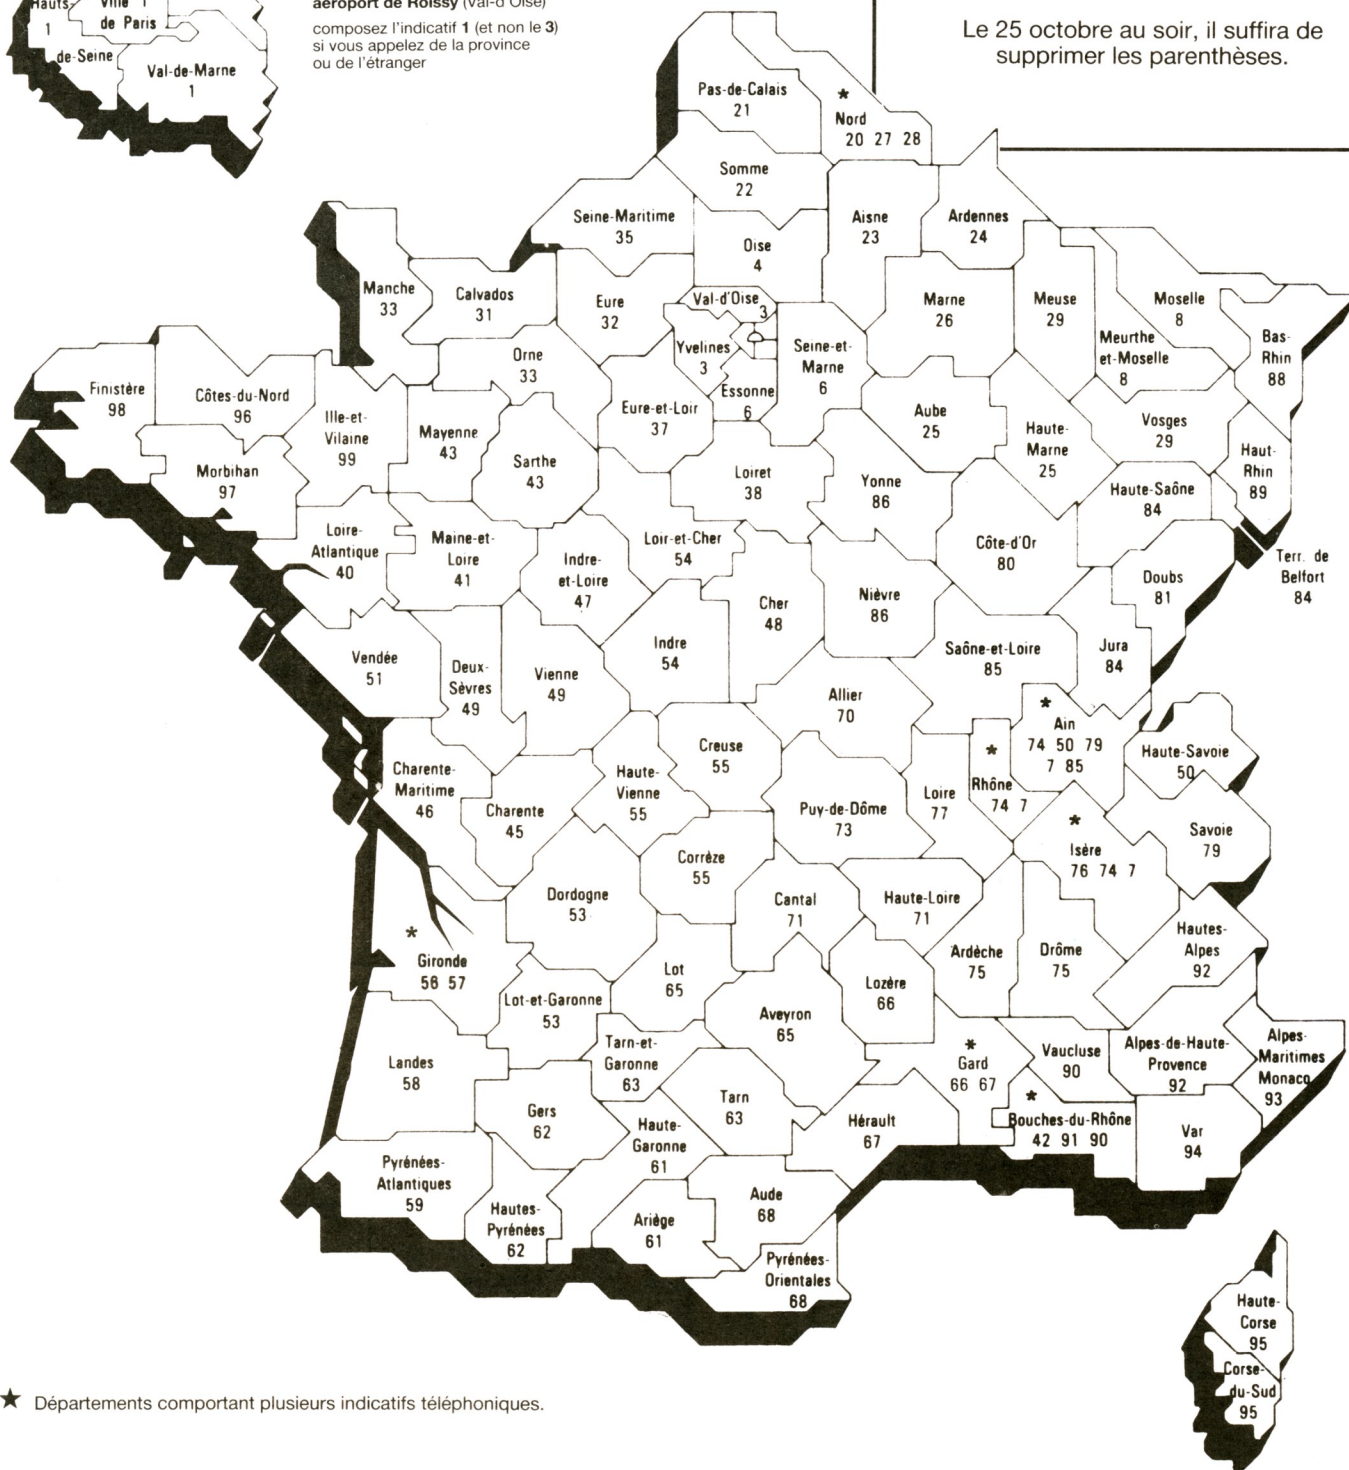 Hauts-
1
de-Seine
Ville 1
de Paris
Val-de-Marne
1
aéroport de Roissy (Val-d'Oise)
composez l'indicatif 1 (et non le 3)
si vous appelez de la province
ou de l'étranger
Le 25 octobre au soir, il suffira de
supprimer les parenthèses.
Pas-de-Calais
21
★
Nord
20 27 28
Somme
22
Seine-Maritime
35
Oise
4
Aisne
23
Ardennes
24
Manche
33
Calvados
31
Eure
32
Val-d'Oise
3
Marne
26
Meuse
29
Moselle
8
Meurthe
et-Moselle
8
Bas-
Rhin
88
Orne
33
Yvelines
3
Essonne
6
Seine-et-
Marne
6
Finistère
98
Côtes-du-Nord
96
Ille-et-
Vilaine
99
Mayenne
43
Sarthe
43
Eure-et-Loir
37
Aube
25
Haute-
Marne
25
Vosges
29
Haut-
Rhin
89
Morbihan
97
Loiret
38
Yonne
86
Haute-Saône
84
Loire-
Atlantique
40
Maine-et-
Loire
41
Indre-
et-Loire
47
Loir-et-Cher
54
Cher
48
Nièvre
86
Côte-d'Or
80
Doubs
81
Terr. de
Belfort
84
Vendée
51
Deux-
Sèvres
49
Vienne
49
Indre
54
Saône-et-Loire
85
Jura
84
Allier
70
★
Ain
74 50 79
7 85
Haute-Savoie
50
Charente-
Maritime
46
Charente
45
Haute-
Vienne
55
Creuse
55
Puy-de-Dôme
73
Loire
77
★
Rhône
74 7
★
Isère
76 74 7
Savoie
79
Corrèze
55
Dordogne
53
Cantal
71
Haute-Loire
71
Ardèche
75
Drôme
75
Hautes-
Alpes
92
★
Gironde
56 57
Lot-et-Garonne
53
Lot
65
Aveyron
65
Lozère
66
Landes
58
Tarn-et-
Garonne
63
Tarn
63
★
Gard
66 67
Vaucluse
90
Alpes-de-Haute-
Provence
92
Alpes-
Maritimes
Monaco
93
Gers
62
Haute-
Garonne
61
Hérault
67
★
Bouches-du-Rhône
42 91 90
Var
94
Pyrénées-
Atlantiques
59
Hautes-
Pyrénées
62
Ariège
61
Aude
68
Pyrénées-
Orientales
68
Haute-
Corse
95
Corse-
du-Sud
95
★ Départements comportant plusieurs indicatifs téléphoniques.